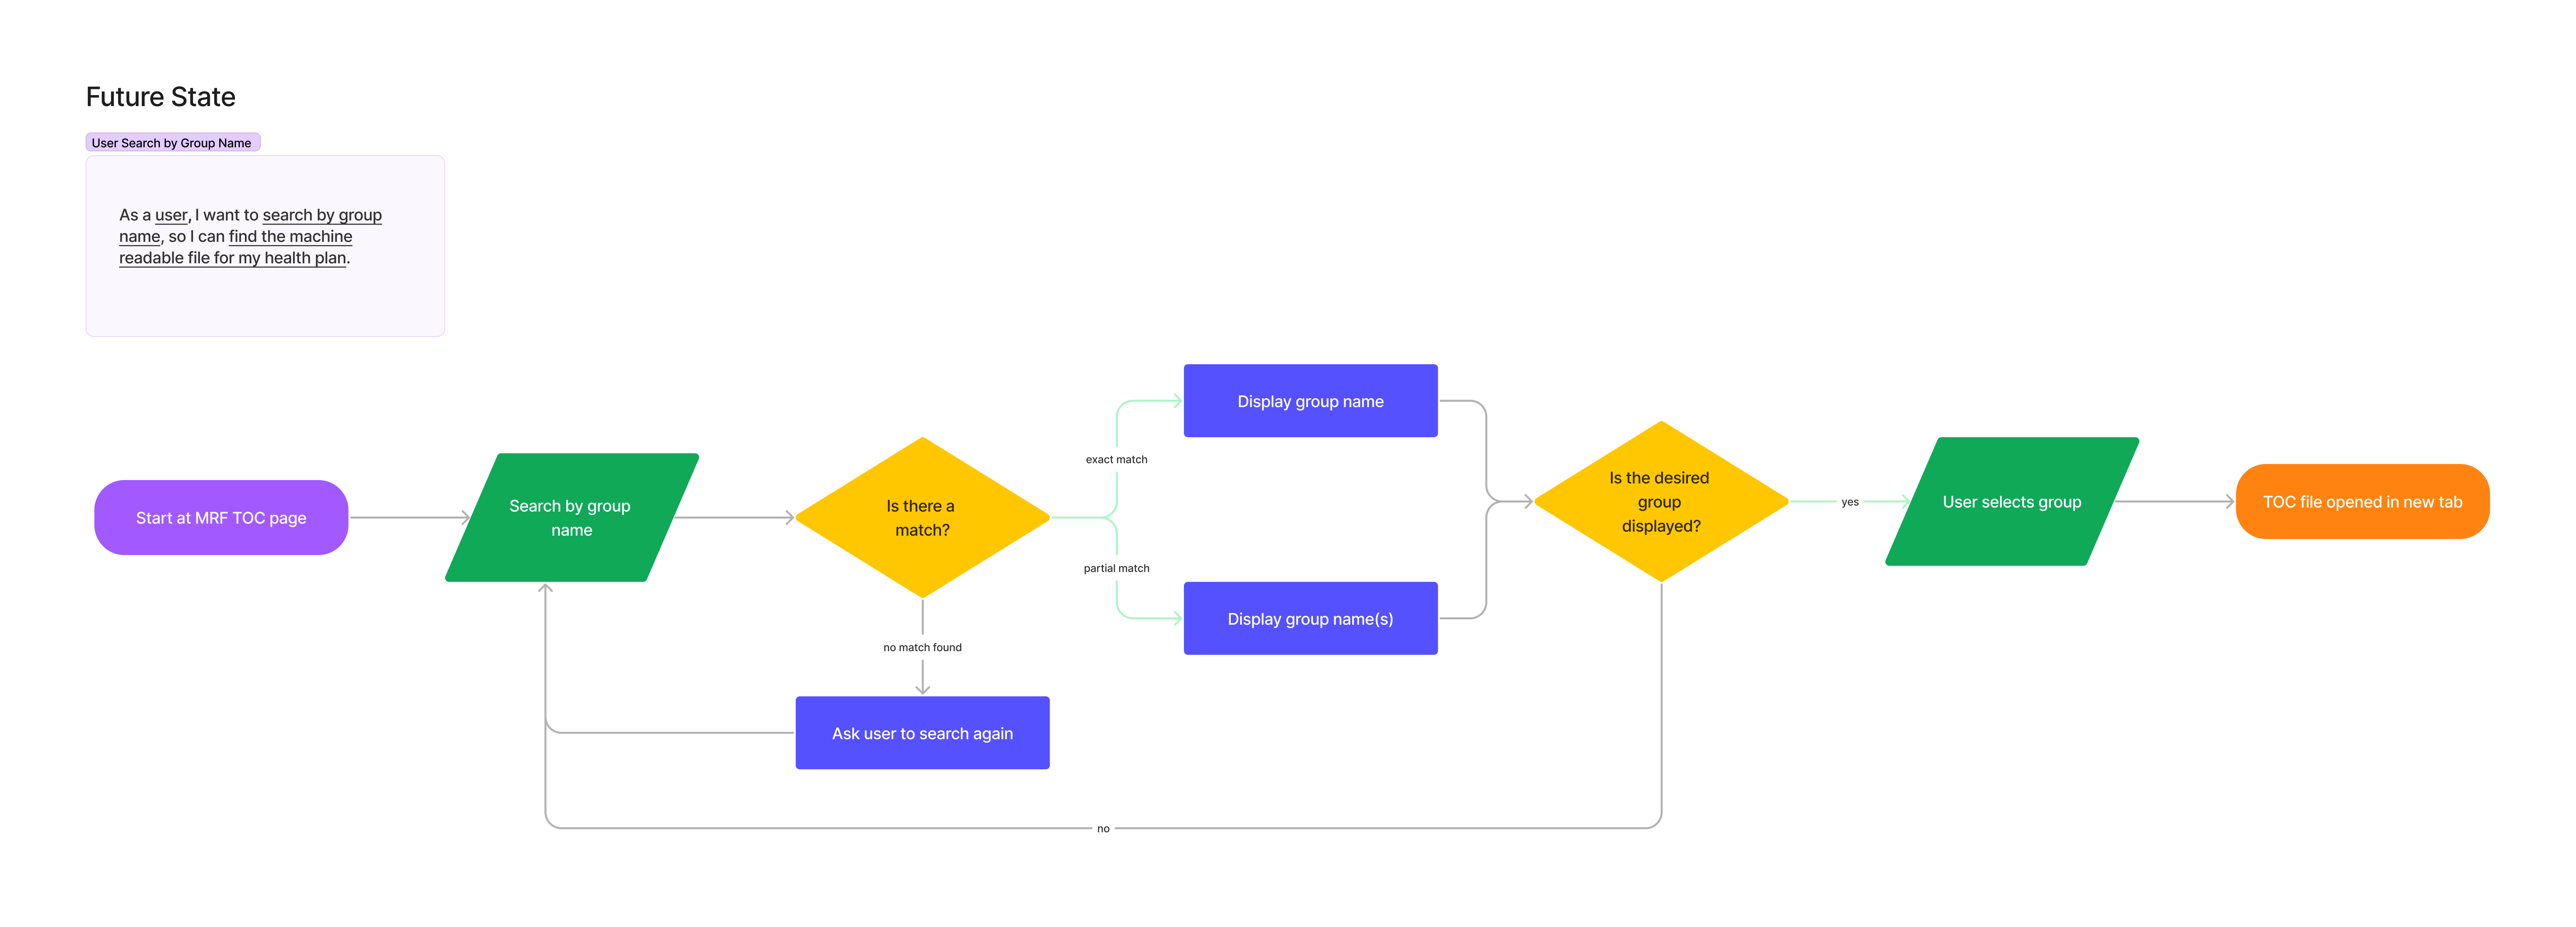 Future State
User Search by Group Name
As a user, I want to search by group
name, so I can find the machine
readable file for my health plan.
Start at MRF TOC page
Search by group
name
Is there a
match?
exact match
partial match
no match found
Display group name
Display group name(s)
Ask user to search again
Is the desired
group
displayed?
yes
no
User selects group
TOC file opened in new tab